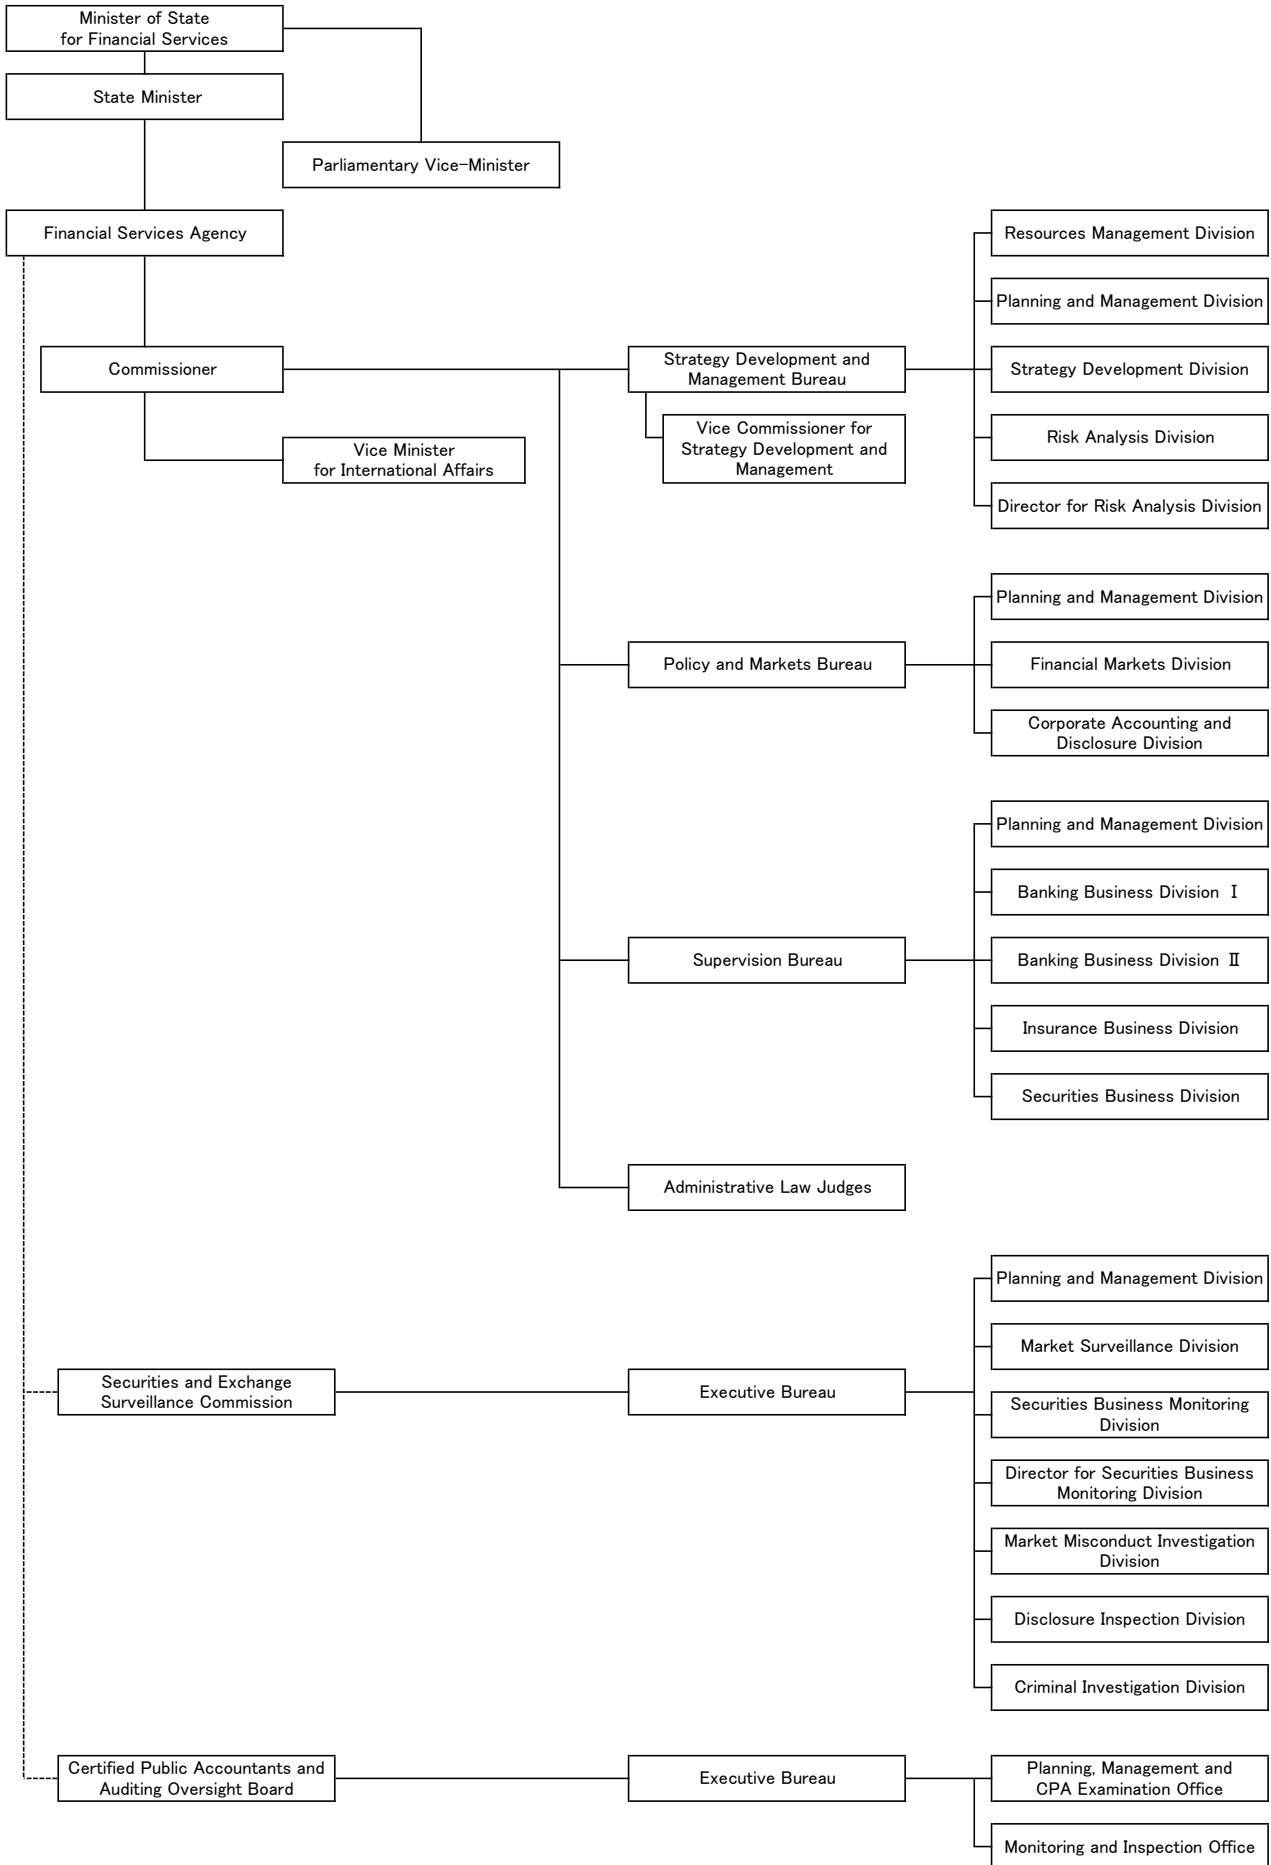 Minister of State
for Financial Services
State Minister
Parliamentary Vice-Minister
Financial Services Agency
Resources Management Division
Planning and Management Division
Commissioner
Strategy Development and
Management Bureau
Strategy Development Division
Vice Minister
for International Affairs
Vice Commissioner for
Strategy Development and
Management
Risk Analysis Division
Director for Risk Analysis Division
Planning and Management Division
Policy and Markets Bureau
Financial Markets Division
Corporate Accounting and
Disclosure Division
Planning and Management Division
Banking Business Division Ⅰ
Supervision Bureau
Banking Business Division Ⅱ
Insurance Business Division
Securities Business Division
Administrative Law Judges
Planning and Management Division
Market Surveillance Division
Securities and Exchange
Surveillance Commission
Executive Bureau
Securities Business Monitoring
Division
Director for Securities Business
Monitoring Division
Market Misconduct Investigation
Division
Disclosure Inspection Division
Criminal Investigation Division
Certified Public Accountants and
Auditing Oversight Board
Executive Bureau
Planning, Management and
CPA Examination Office
Monitoring and Inspection Office